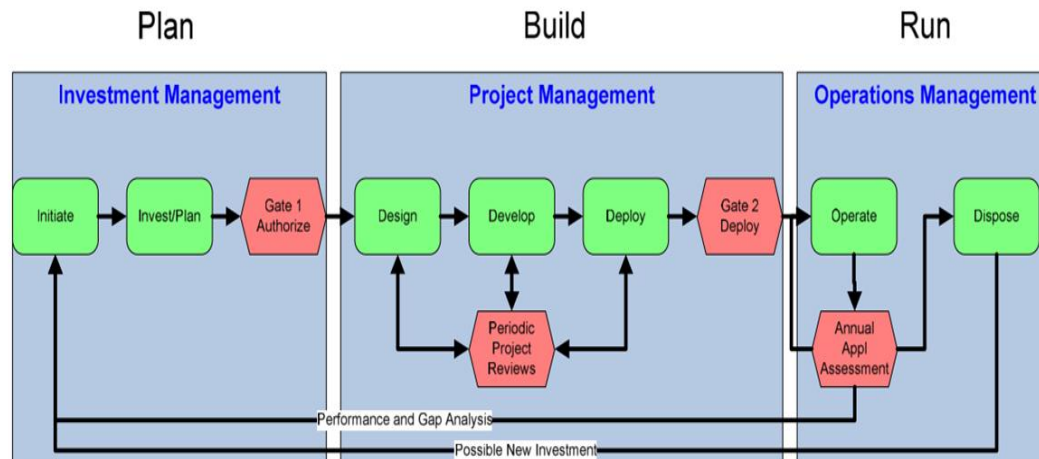 Plan
Build
Run
Investment Management
Project Management
Operations Management
Initiate
Invest/Plan
Gate 1
Authorize
Design
Develop
Deploy
Gate 2
Deploy
Operate
Dispose
Periodic
Project
Reviews
Annual
Appl
Assessment
Performance and Gap Analysis
Possible New Investment